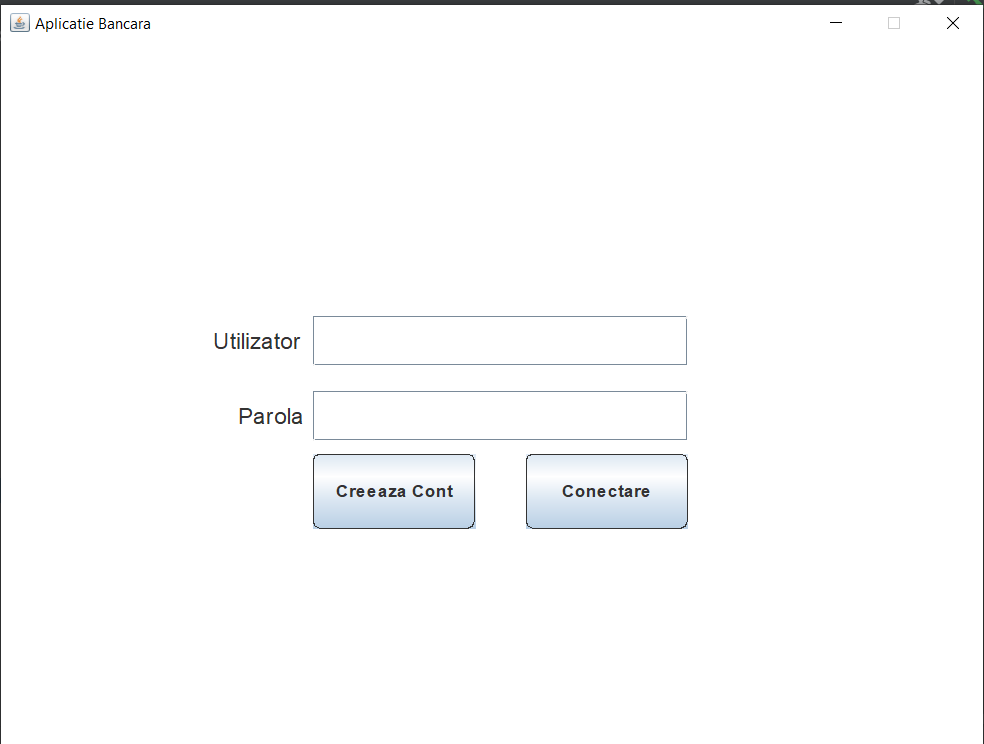 Aplicatie Bancara
Utilizator
Parola
Creeaza Cont
Conectare